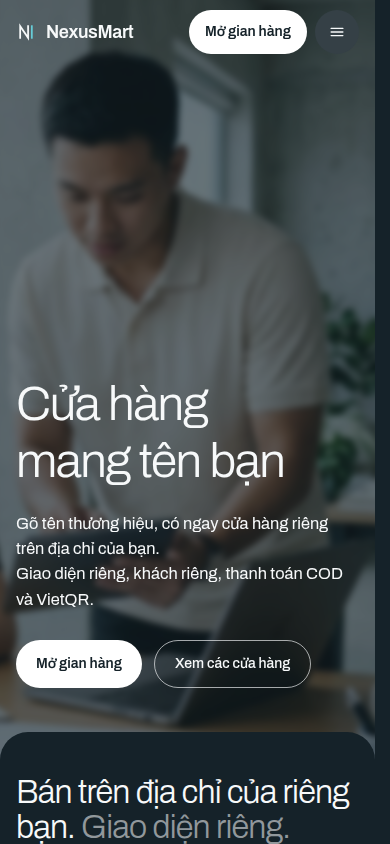 NexusMart
Mở gian hàng
Cửa hàng
mang tên bạn
Gõ tên thương hiệu, có ngay cửa hàng riêng
trên địa chỉ của bạn.
Giao diện riêng, khách riêng, thanh toán COD
và VietQR.
Mở gian hàng
Xem các cửa hàng
Bán trên địa chỉ của riêng
bạn. Giao diện riêng.